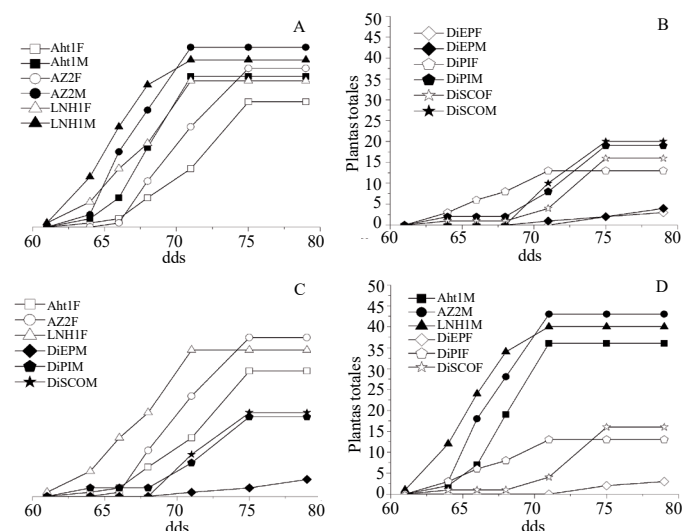 A
Aht1F
Aht1M
AZ2F
AZ2M
LNH1F
LNH1M
60 65 70 75 80
dds
B
DiEPF
DiEPM
DiPIF
DiPIM
DiSCOF
DiSCOM
Plantas totales
50
45
40
35
30
25
20
15
10
5
0
60 65 70 75 80
dds
C
Aht1F
AZ2F
LNH1F
DiEPM
DiPIM
DiSCOM
60 65 70 75 80
dds
D
Aht1M
AZ2M
LNH1M
DiEPF
DiPIF
DiSCOF
Plantas totales
50
45
40
35
30
25
20
15
10
5
0
60 65 70 75 80
dds